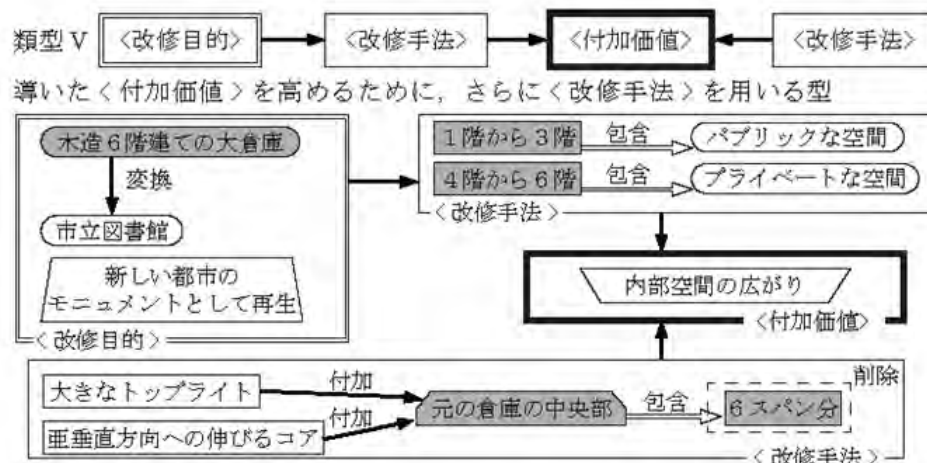 類型Ⅴ <改修目的> <改修手法> <付加価値> <改修手法>
導いた<付加価値>を高めるために,さらに<改修手法>を用いる型
木造6階建ての大倉庫
変換
市立図書館
新しい都市の
モニュメントとして再生
<改修目的>
1階から3階 包含 パブリックな空間
4階から6階 包含 プライベートな空間
<改修手法>
内部空間の広がり
<付加価値>
大きなトップライト 付加
亜垂直方向への伸びるコア 付加
元の倉庫の中央部 包含 6スパン分
削除
<改修手法>